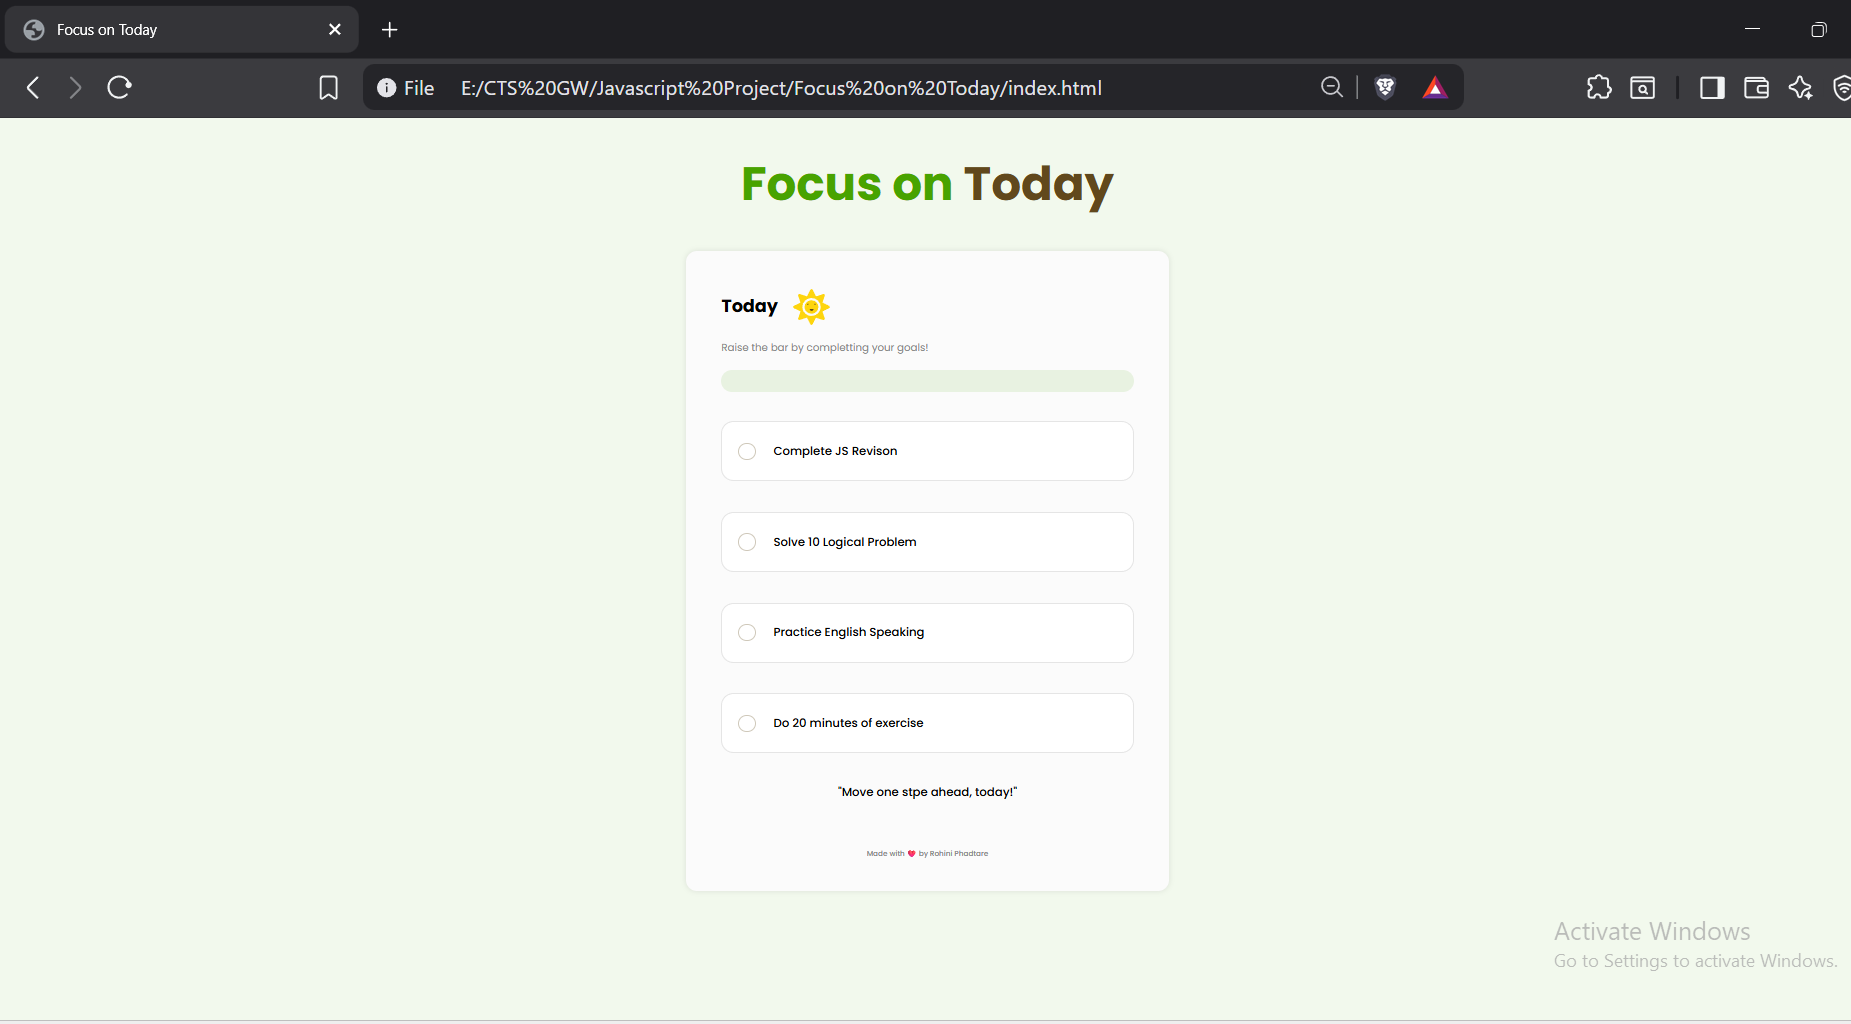 Focus on Today
File E:/CTS%20GW/Javascript%20Project/Focus%20on%20Today/index.html
Focus on Today
Today
Raise the bar by completting your goals!
Complete JS Revison
Solve 10 Logical Problem
Practice English Speaking
Do 20 minutes of exercise
"Move one stpe ahead, today!"
Made with ❤️ by Rohini Phadtare
Activate Windows
Go to Settings to activate Windows.